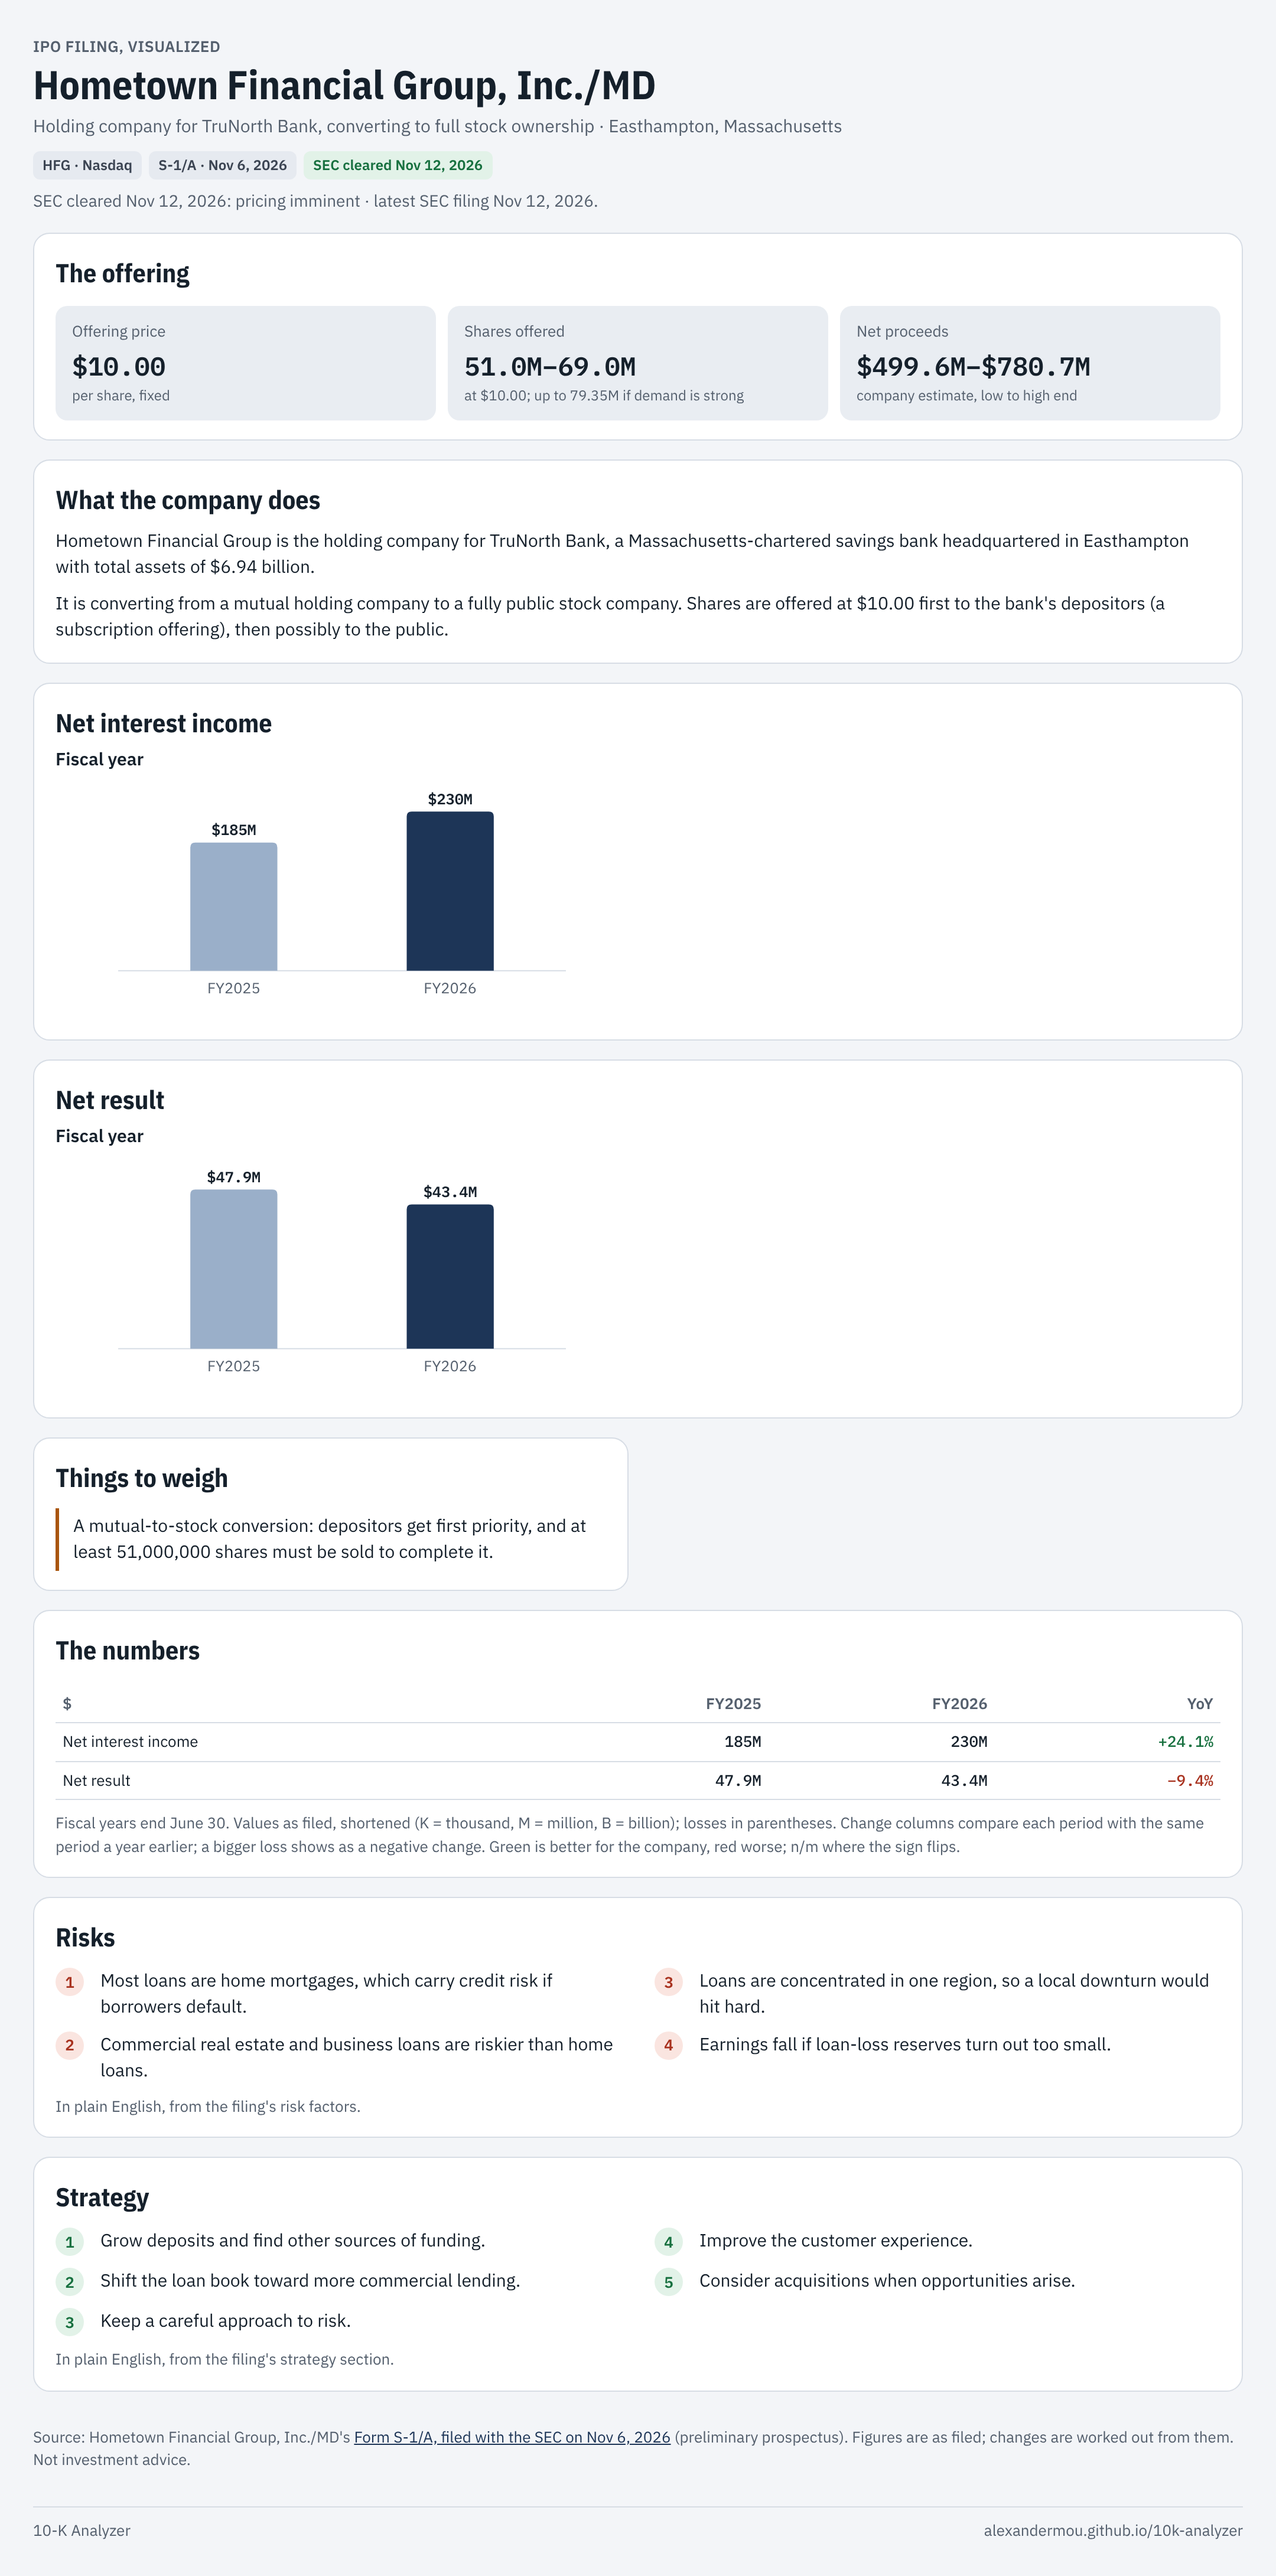 IPO FILING, VISUALIZED
Hometown Financial Group, Inc./MD
Holding company for TruNorth Bank, converting to full stock ownership · Easthampton, Massachusetts
HFG · Nasdaq
S-1/A · Nov 6, 2026
SEC cleared Nov 12, 2026
SEC cleared Nov 12, 2026: pricing imminent · latest SEC filing Nov 12, 2026.
The offering
Offering price
$10.00
per share, fixed
Shares offered
51.0M–69.0M
at $10.00; up to 79.35M if demand is strong
Net proceeds
$499.6M–$780.7M
company estimate, low to high end
What the company does
Hometown Financial Group is the holding company for TruNorth Bank, a Massachusetts-chartered savings bank headquartered in Easthampton
with total assets of $6.94 billion.
It is converting from a mutual holding company to a fully public stock company. Shares are offered at $10.00 first to the bank's depositors (a
subscription offering), then possibly to the public.
Net interest income
Fiscal year
$185M
$230M
FY2025
FY2026
Net result
Fiscal year
$47.9M
$43.4M
FY2025
FY2026
Things to weigh
A mutual-to-stock conversion: depositors get first priority, and at
least 51,000,000 shares must be sold to complete it.
The numbers
$ FY2025 FY2026 YoY
Net interest income 185M 230M +24.1%
Net result 47.9M 43.4M −9.4%
Fiscal years end June 30. Values as filed, shortened (K = thousand, M = million, B = billion); losses in parentheses. Change columns compare each period with the same
period a year earlier; a bigger loss shows as a negative change. Green is better for the company, red worse; n/m where the sign flips.
Risks
1 Most loans are home mortgages, which carry credit risk if
borrowers default.
2 Commercial real estate and business loans are riskier than home
loans.
3 Loans are concentrated in one region, so a local downturn would
hit hard.
4 Earnings fall if loan-loss reserves turn out too small.
In plain English, from the filing's risk factors.
Strategy
1 Grow deposits and find other sources of funding.
2 Shift the loan book toward more commercial lending.
3 Keep a careful approach to risk.
4 Improve the customer experience.
5 Consider acquisitions when opportunities arise.
In plain English, from the filing's strategy section.
Source: Hometown Financial Group, Inc./MD's Form S-1/A, filed with the SEC on Nov 6, 2026 (preliminary prospectus). Figures are as filed; changes are worked out from them.
Not investment advice.
10-K Analyzer
alexandermou.github.io/10k-analyzer